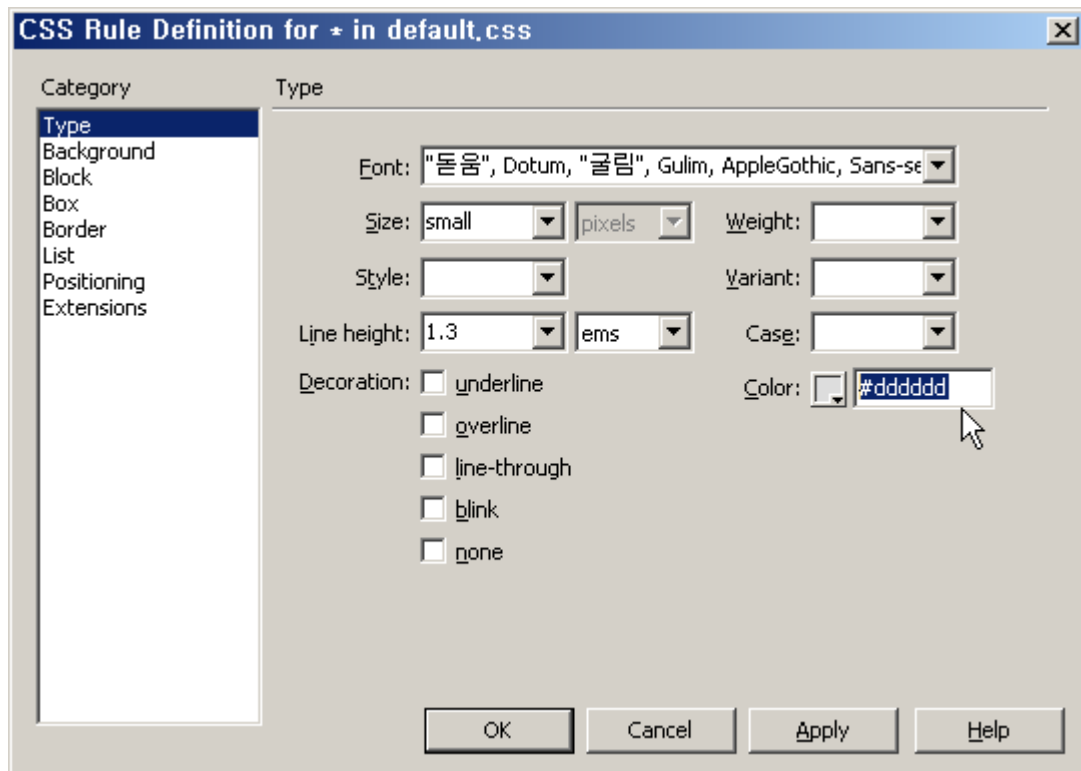 CSS Rule Definition for * in default.css
Category
Type
Background
Block
Box
Border
List
Positioning
Extensions
Type
Font: "돋움", Dotum, "굴림", Gulim, AppleGothic, Sans-se
Size: small pixels Weight:
Style: Variant:
Line height: 1.3 ems Case:
Decoration: underline Color: #dddddd
overline
line-through
blink
none
OK Cancel Apply Help